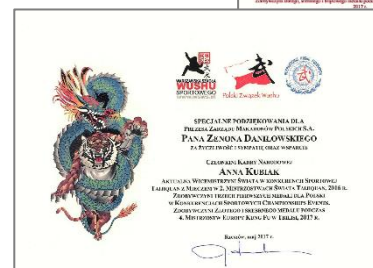 2017 r.
WARSZAWSKA SZKOŁA
WUSHU
SPORTOWEGO
Polski Związek Wushu
SPECJALNE PODZIĘKOWANIA DLA
PREZESA ZARZĄDU MAKARONÓW POLSKICH S.A.
PANA ZENONA DANIŁOWSKIEGO
ZA ŻYCZLIWOŚĆ I SYMPATIĘ ORAZ WSPARCIE
CZŁONKINI KADRY NARODOWEJ
ANNA KUBIAK
AKTUALNA WICEMISTRZYNI ŚWIATA W KONKURENCJI SPORTOWEJ
TAIJIQUAN Z MIECZEM W 2. MISTRZOSTWACH ŚWIATA TAIJIQUAN, 2016 R.
ZDOBYWCZYNI TRZECH PIERWSZYCH MEDALI DLA POLSKI
W KONKURENCJACH SPORTOWYCH CHAMPIONSHIPS EVENTS,
ZDOBYWCZYNI ZŁOTEGO I SREBRNEGO MEDALU PODCZAS
4. MISTRZOSTW EUROPY KUNG FU W TBILISI, 2017 R.
RZESZÓW, MAJ 2017 R.